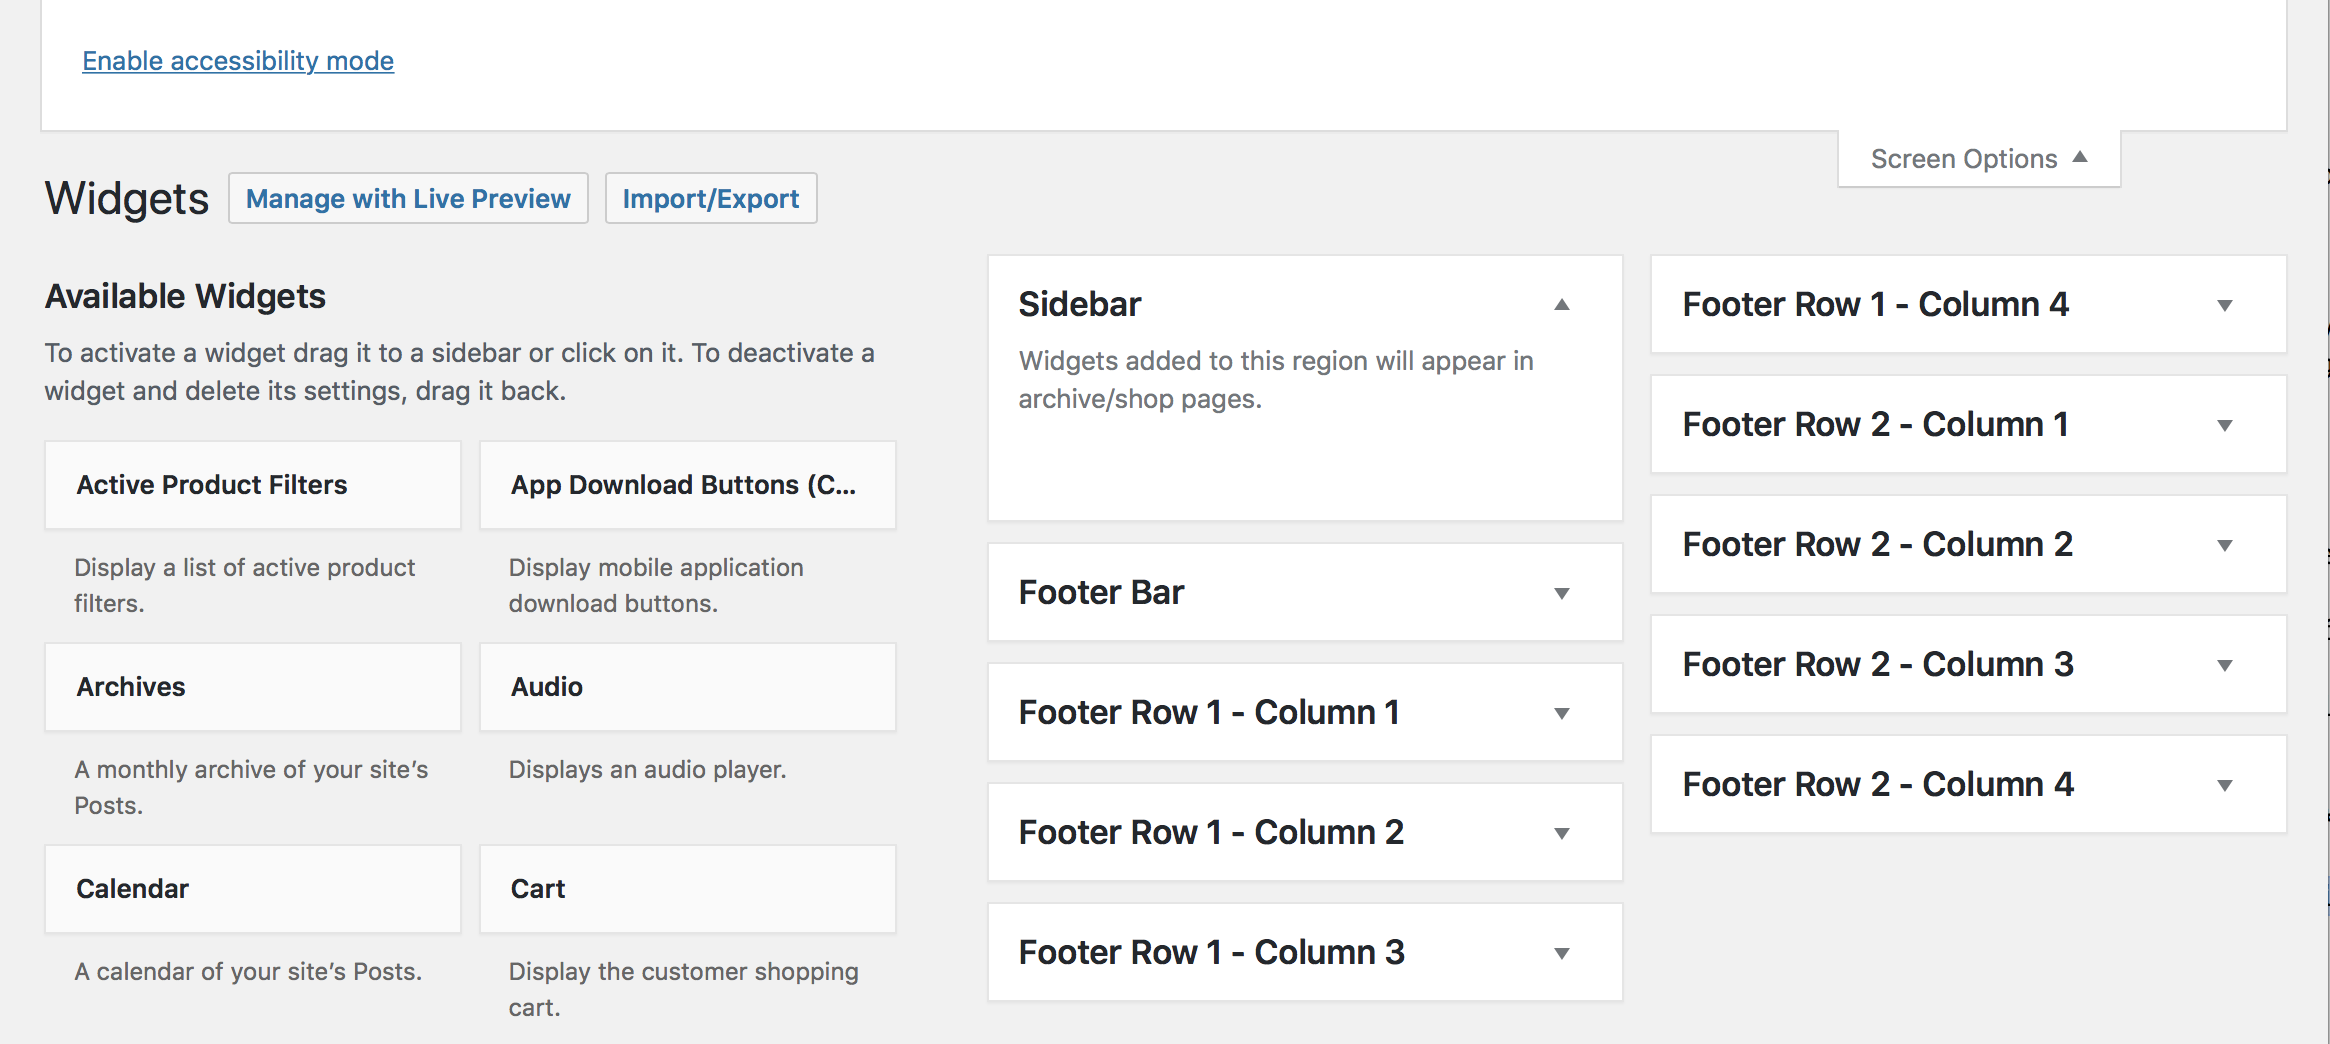 Enable accessibility mode
Screen Options
Widgets
Manage with Live Preview
Import/Export
Available Widgets
To activate a widget drag it to a sidebar or click on it. To deactivate a
widget and delete its settings, drag it back.
Active Product Filters
App Download Buttons (C...
Display a list of active product
filters.
Display mobile application
download buttons.
Archives
Audio
A monthly archive of your site’s
Posts.
Displays an audio player.
Calendar
Cart
A calendar of your site’s Posts.
Display the customer shopping
cart.
Sidebar
Widgets added to this region will appear in
archive/shop pages.
Footer Bar
Footer Row 1 - Column 1
Footer Row 1 - Column 2
Footer Row 1 - Column 3
Footer Row 1 - Column 4
Footer Row 2 - Column 1
Footer Row 2 - Column 2
Footer Row 2 - Column 3
Footer Row 2 - Column 4